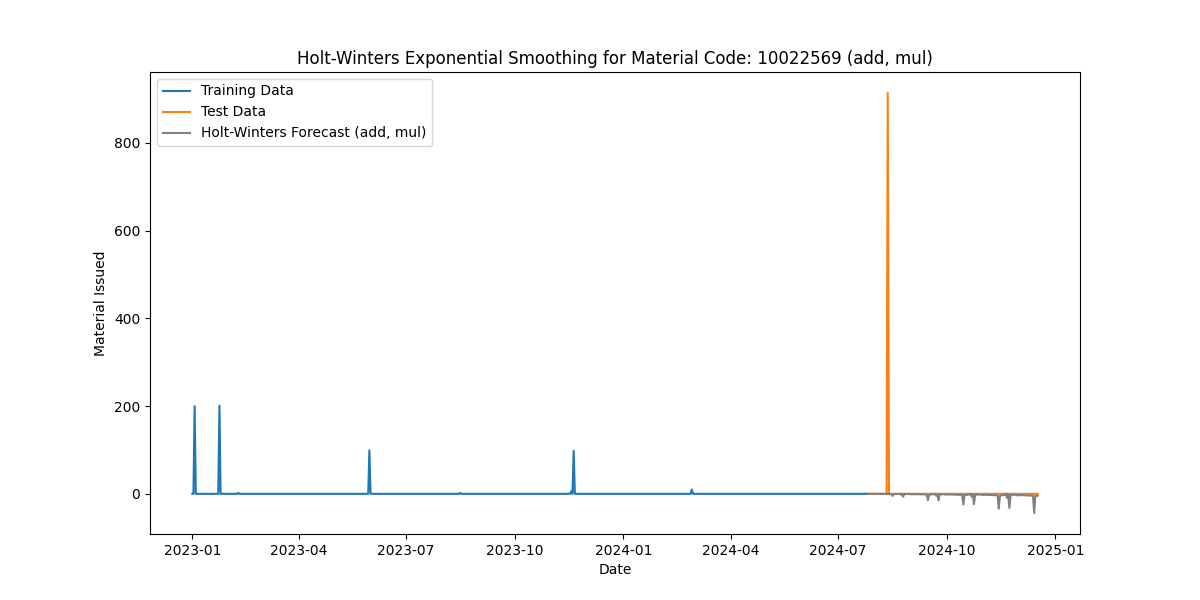 Holt-Winters Exponential Smoothing for Material Code: 10022569 (add, mul)
Training Data
Test Data
Holt-Winters Forecast (add, mul)
800
600
400
200
0
Material Issued
2023-01 2023-04 2023-07 2023-10 2024-01 2024-04 2024-07 2024-10 2025-01
Date